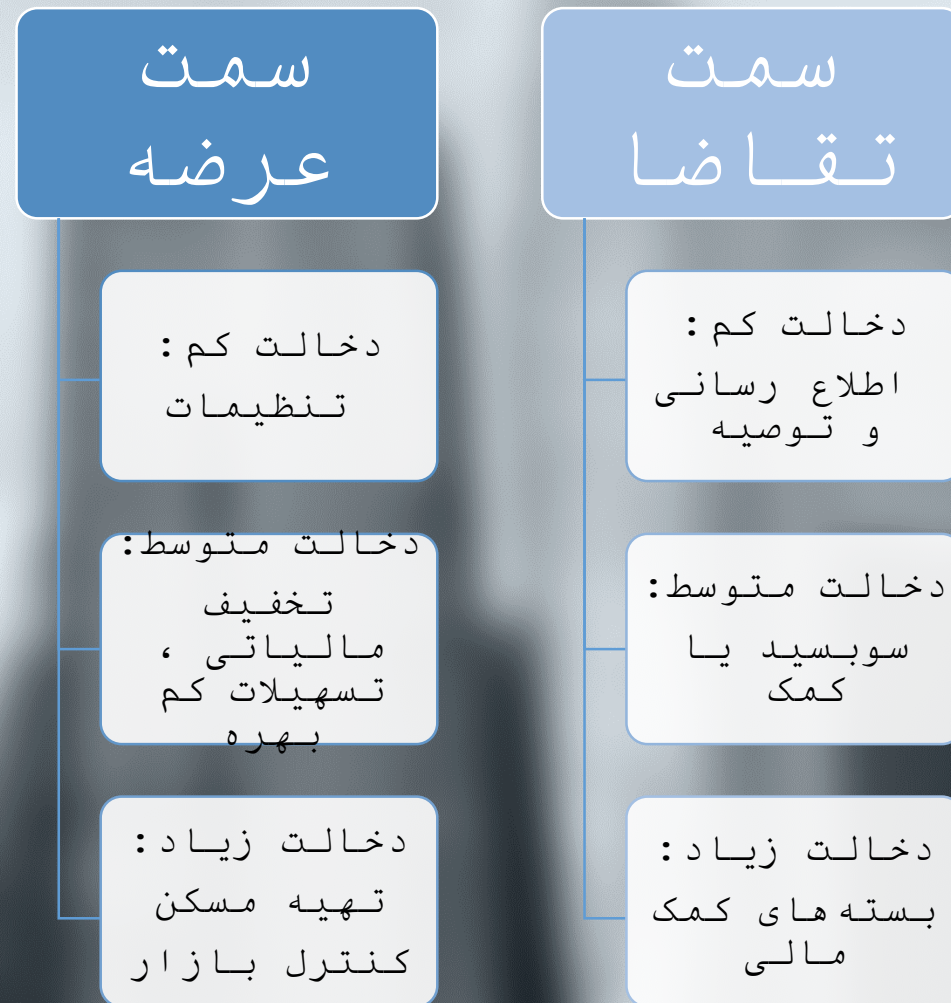 سمت
تقاضا
دخالت کم:
اطلاع رسانی
و توصیه
دخالت متوسط:
سوبسید یا
کمک
دخالت زیاد:
بسته های کمک
مالی
سمت
عرضه
دخالت کم:
تنظیمات
دخالت متوسط:
تخفیف
مالیاتی ،
تسهیلات کم
بهره
دخالت زیاد:
تهیه مسکن
کنترل بازار